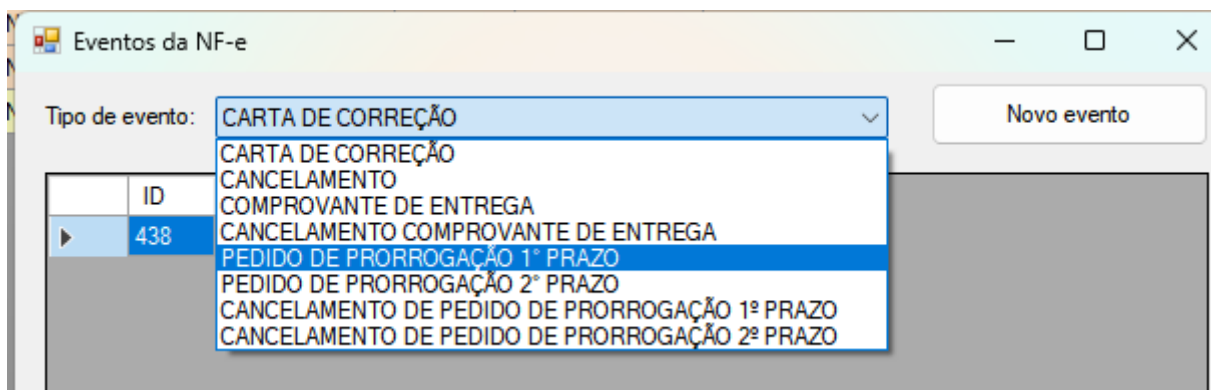 Eventos da NF-e
Tipo de evento: CARTA DE CORREÇÃO Novo evento
CARTA DE CORREÇÃO
CANCELAMENTO
COMPROVANTE DE ENTREGA
CANCELAMENTO COMPROVANTE DE ENTREGA
PEDIDO DE PRORROGAÇÃO 1° PRAZO
PEDIDO DE PRORROGAÇÃO 2° PRAZO
CANCELAMENTO DE PEDIDO DE PRORROGAÇÃO 1º PRAZO
CANCELAMENTO DE PEDIDO DE PRORROGAÇÃO 2º PRAZO
ID
438